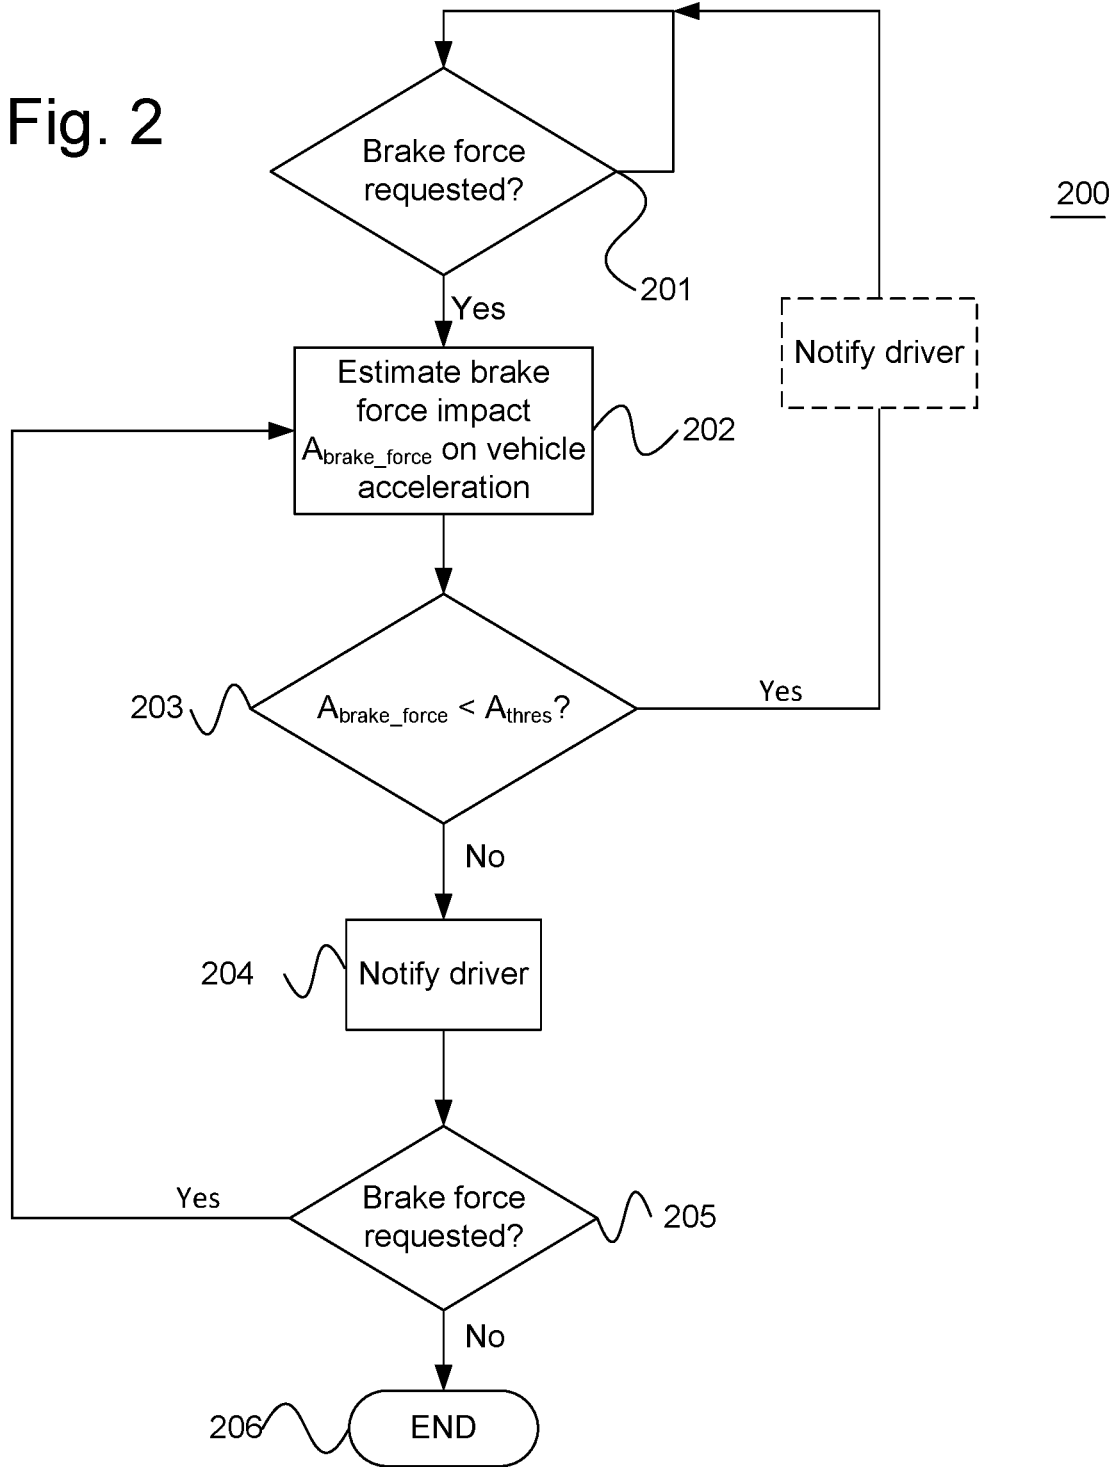 Fig. 2
200
Brake force
requested?
201
Yes
Estimate brake
force impact
Abrake_force on vehicle
acceleration
202
Notify driver
203
Abrake_force < Athres?
Yes
No
204
Notify driver
Brake force
requested?
205
Yes
No
206
END